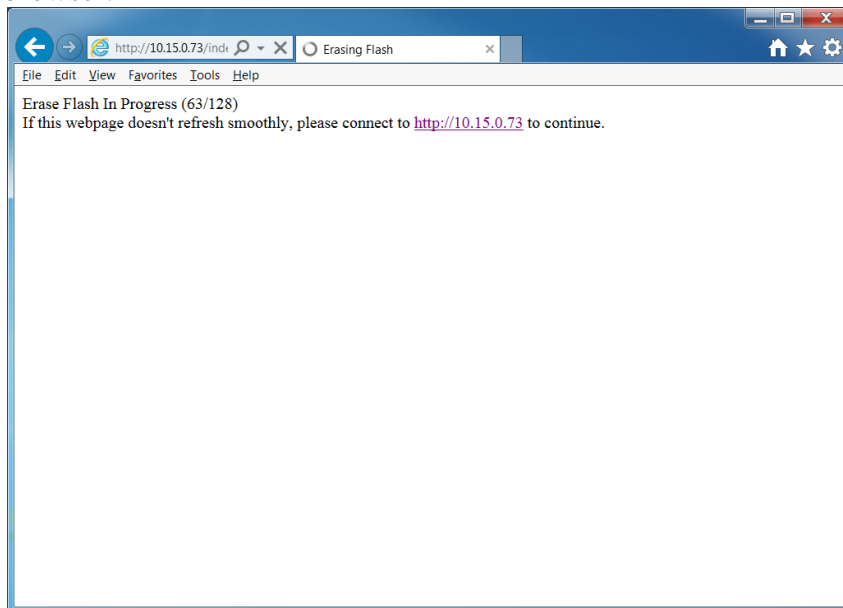 http://10.15.0.73/inde
Erasing Flash
File Edit View Favorites Tools Help
Erase Flash In Progress (63/128)
If this webpage doesn't refresh smoothly, please connect to http://10.15.0.73 to continue.